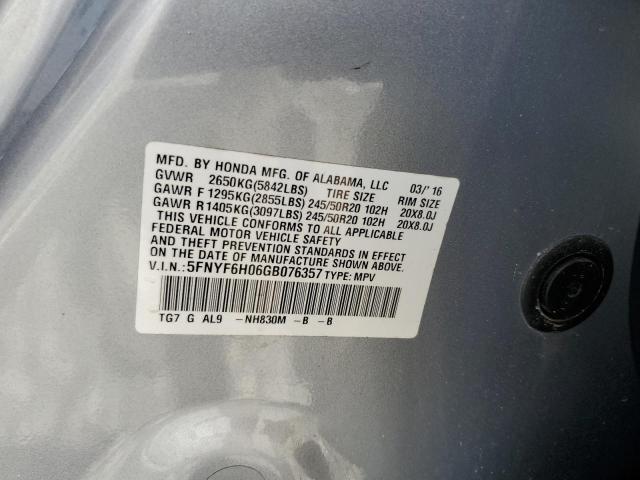 MFD. BY HONDA MFG. OF ALABAMA, LLC 03/'16
GVWR 2650KG(5842LBS) TIRE SIZE RIM SIZE
GAWR F 1295KG(2855LBS) 245/50R20 102H 20X8.0J
GAWR R 1405KG(3097LBS) 245/50R20 102H 20X8.0J
THIS VEHICLE CONFORMS TO ALL APPLICABLE
FEDERAL MOTOR VEHICLE SAFETY
AND THEFT PREVENTION STANDARDS IN EFFECT
ON THE DATE OF MANUFACTURE SHOWN ABOVE.
V.I.N.: 5FNYF6H06GB076357 TYPE: MPV
TG7 G AL9 -NH830M -B -B